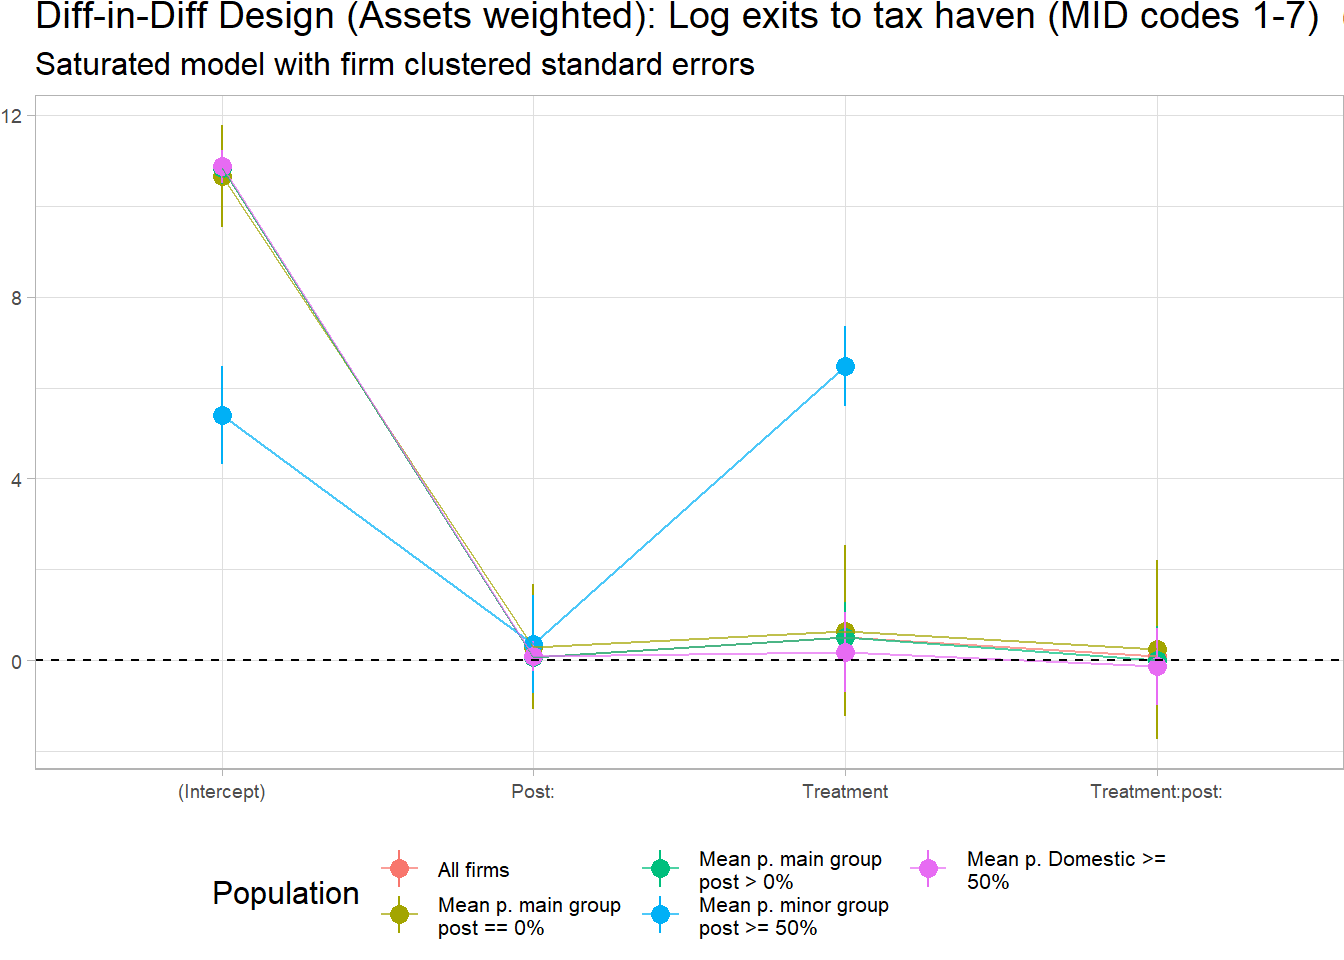 Diff-in-Diff Design (Assets weighted): Log exits to tax haven (MID codes 1-7)
Saturated model with firm clustered standard errors
12
8
4
0
(Intercept)
Post:
Treatment
Treatment:post:
Population
All firms
Mean p. main group
post == 0%
Mean p. main group
post > 0%
Mean p. minor group
post >= 50%
Mean p. Domestic >=
50%